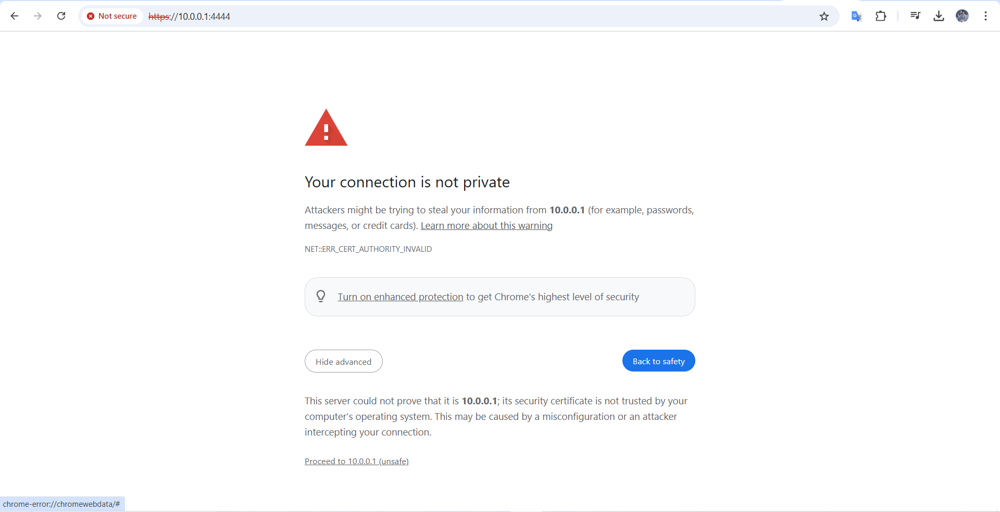 Not secure https://10.0.0.1:4444
Your connection is not private
Attackers might be trying to steal your information from 10.0.0.1 (for example, passwords,
messages, or credit cards). Learn more about this warning
NET::ERR_CERT_AUTHORITY_INVALID
Turn on enhanced protection to get Chrome's highest level of security
Hide advanced
Back to safety
This server could not prove that it is 10.0.0.1; its security certificate is not trusted by your
computer's operating system. This may be caused by a misconfiguration or an attacker
intercepting your connection.
Proceed to 10.0.0.1 (unsafe)
chrome-error://chromewebdata/#